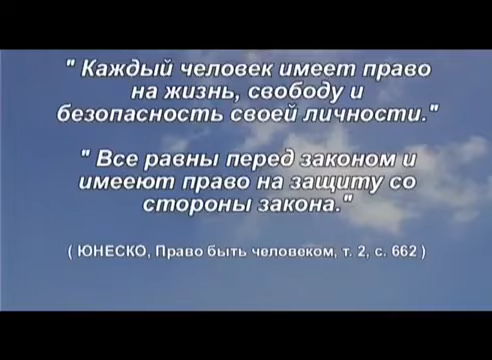 " Каждый человек имеет право
на жизнь, свободу и
безопасность своей личности."
" Все равны перед законом и
имееют право на защиту со
стороны закона."
( ЮНЕСКО, Право быть человеком, т. 2, с. 662 )